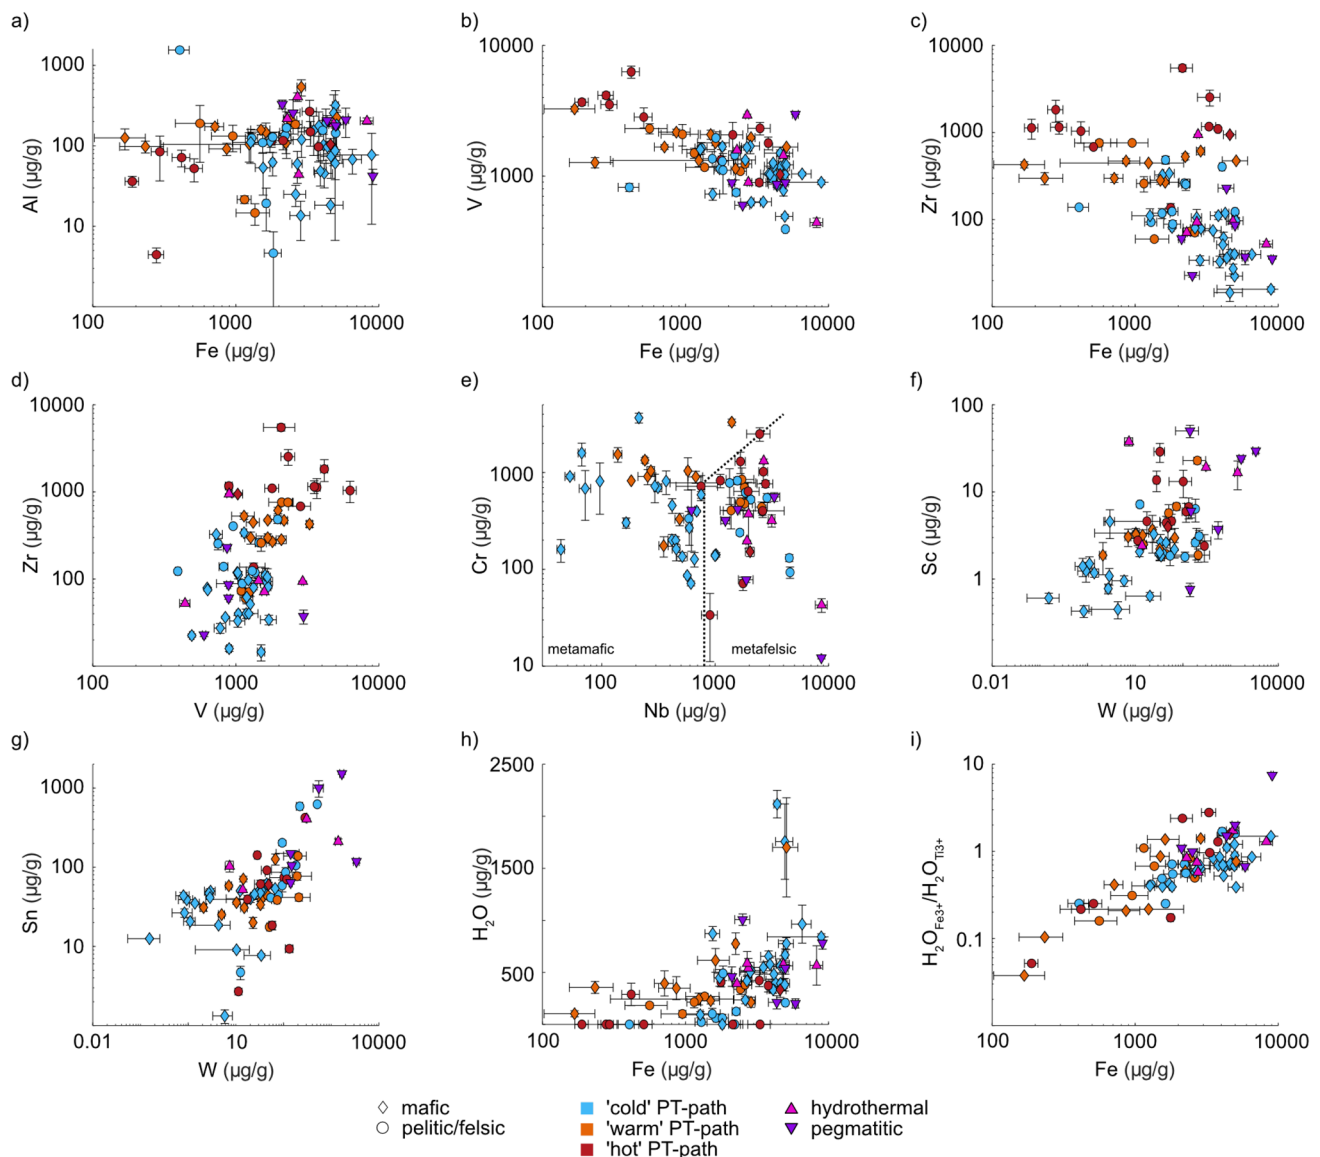 a)
1000
100
10
Al (µg/g)
100
1000
10000
Fe (µg/g)
b)
10000
1000
V (µg/g)
100
1000
10000
Fe (µg/g)
c)
10000
1000
100
Zr (µg/g)
100
1000
10000
Fe (µg/g)
d)
10000
1000
100
Zr (µg/g)
100
1000
10000
V (µg/g)
e)
1000
100
10
Cr (µg/g)
metamafic
metafelsic
100
1000
10000
Nb (µg/g)
f)
100
10
1
Sc (µg/g)
0.01
10
10000
W (µg/g)
g)
1000
100
10
Sn (µg/g)
0.01
10
10000
W (µg/g)
h)
2500
1500
500
H2O (µg/g)
100
1000
10000
Fe (µg/g)
i)
10
1
0.1
H2OFe3+/H2OTi3+
100
1000
10000
Fe (µg/g)
mafic
pelitic/felsic
'cold' PT-path
'warm' PT-path
'hot' PT-path
hydrothermal
pegmatitic